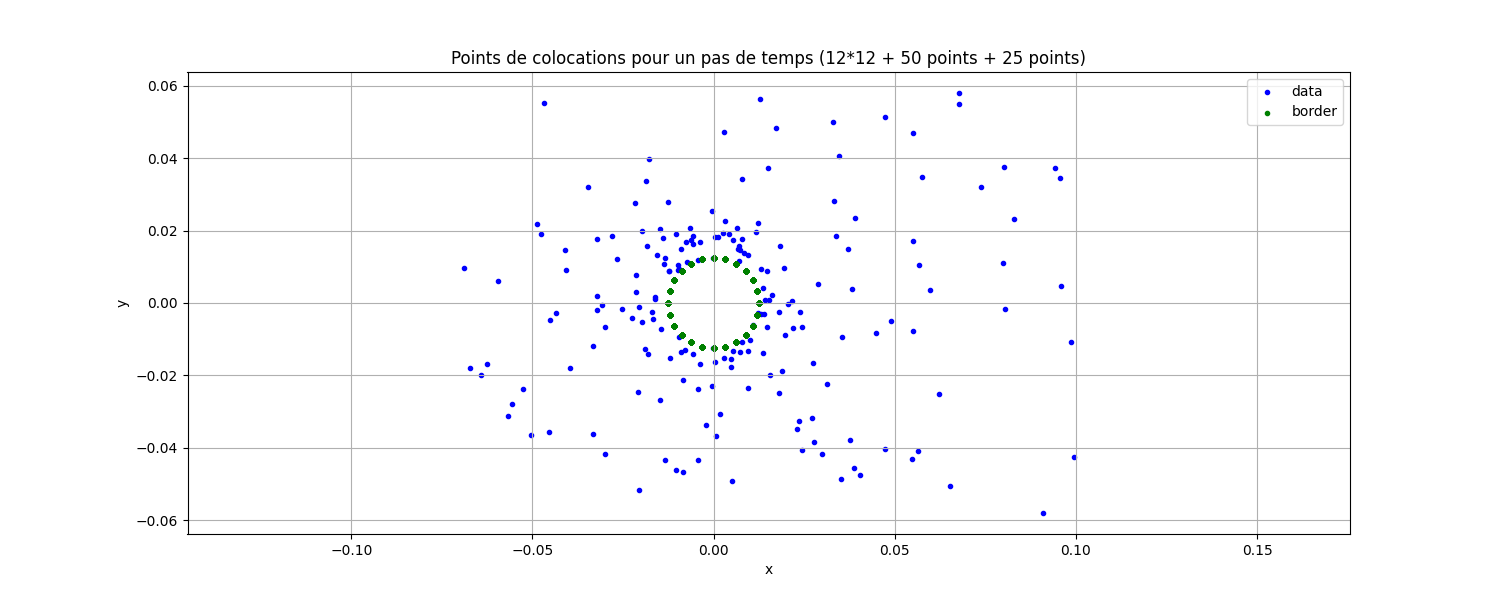 Points de colocations pour un pas de temps (12*12 + 50 points + 25 points)
data
border
0.06
0.04
0.02
0.00
−0.02
−0.04
−0.06
y
−0.10
−0.05
0.00
0.05
0.10
0.15
x